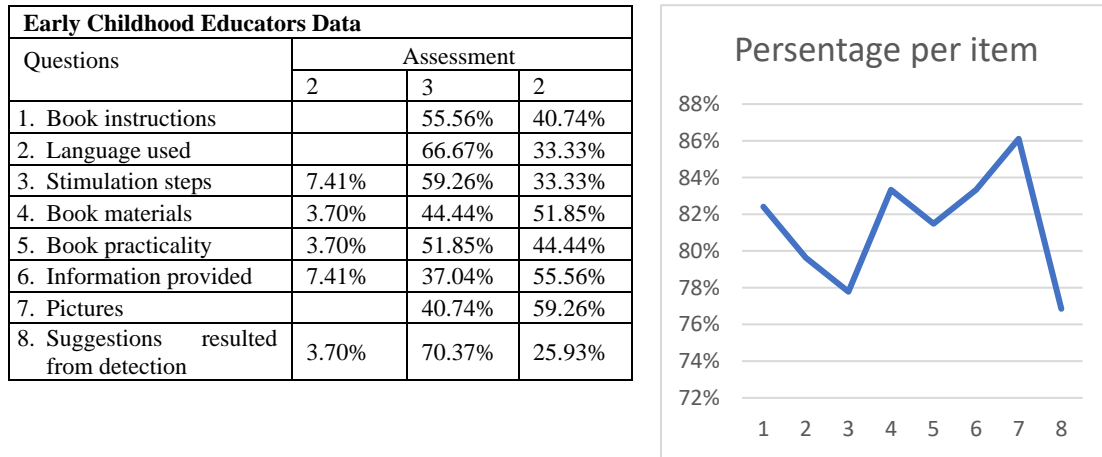 Early Childhood Educators Data
Questions Assessment
2 3 2
1. Book instructions 55.56% 40.74%
2. Language used 66.67% 33.33%
3. Stimulation steps 7.41% 59.26% 33.33%
4. Book materials 3.70% 44.44% 51.85%
5. Book practicality 3.70% 51.85% 44.44%
6. Information provided 7.41% 37.04% 55.56%
7. Pictures 40.74% 59.26%
8. Suggestions resulted
from detection 3.70% 70.37% 25.93%
Persentage per item
88%
86%
84%
82%
80%
78%
76%
74%
72%
1 2 3 4 5 6 7 8